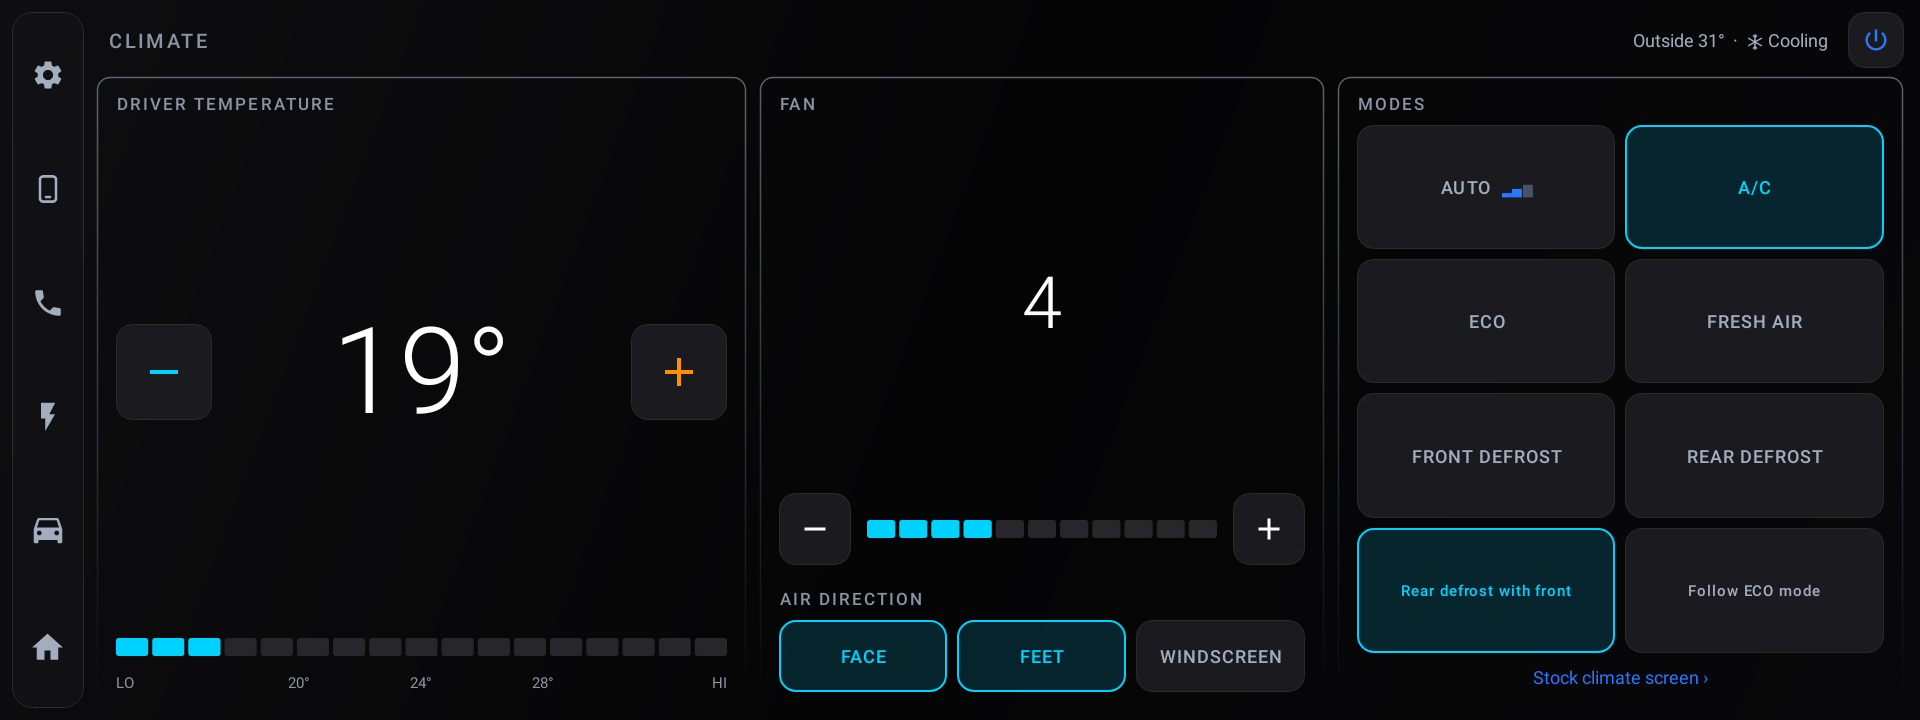 CLIMATE
Outside 31° · Cooling
DRIVER TEMPERATURE
19°
LO 20° 24° 28° HI
FAN
4
AIR DIRECTION
FACE FEET WINDSCREEN
MODES
AUTO A/C
ECO FRESH AIR
FRONT DEFROST REAR DEFROST
Rear defrost with front Follow ECO mode
Stock climate screen ›